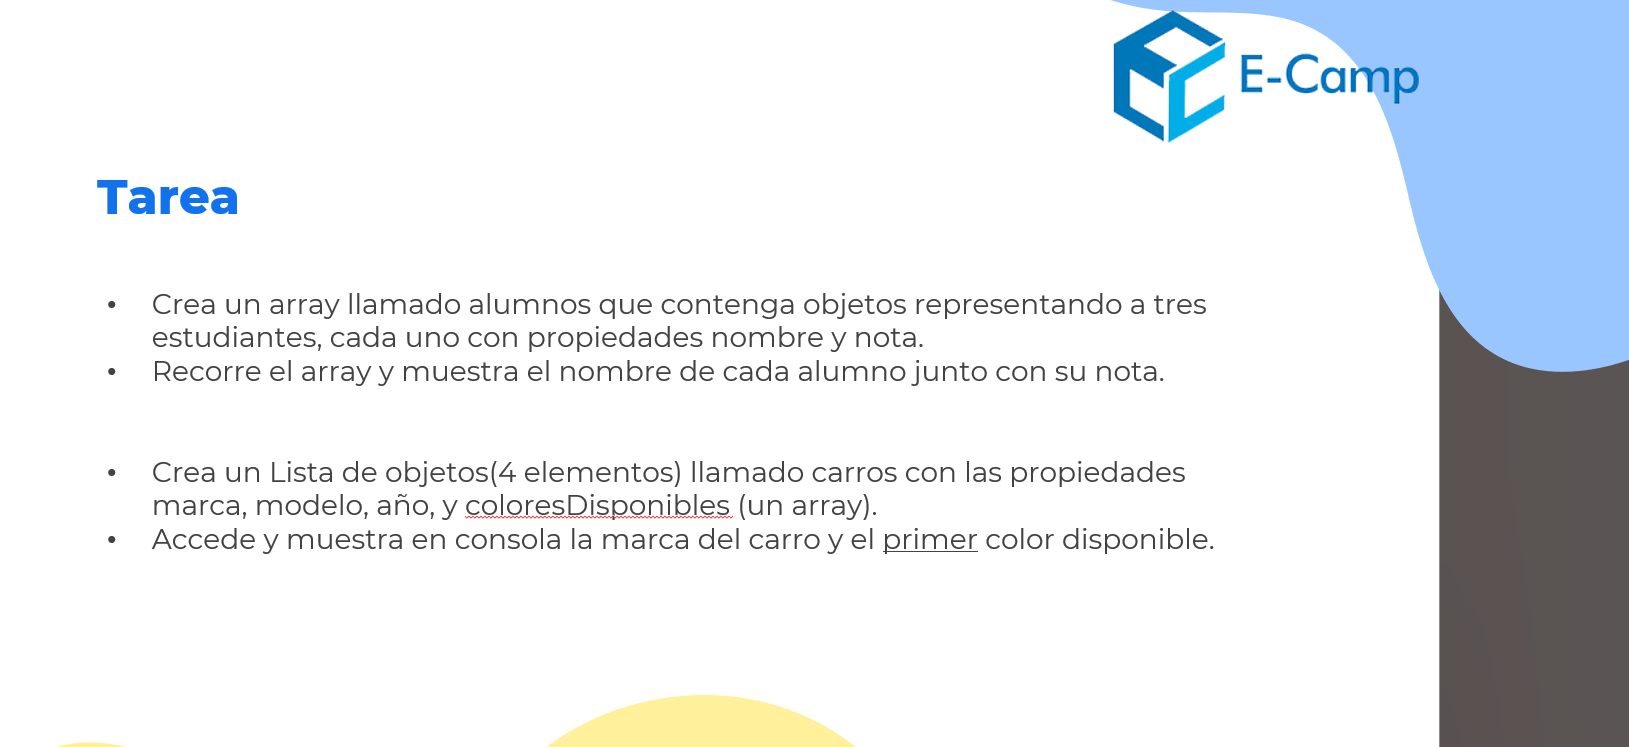 E-Camp
Tarea
• Crea un array llamado alumnos que contenga objetos representando a tres
estudiantes, cada uno con propiedades nombre y nota.
• Recorre el array y muestra el nombre de cada alumno junto con su nota.
• Crea un Lista de objetos(4 elementos) llamado carros con las propiedades
marca, modelo, año, y coloresDisponibles (un array).
• Accede y muestra en consola la marca del carro y el primer color disponible.